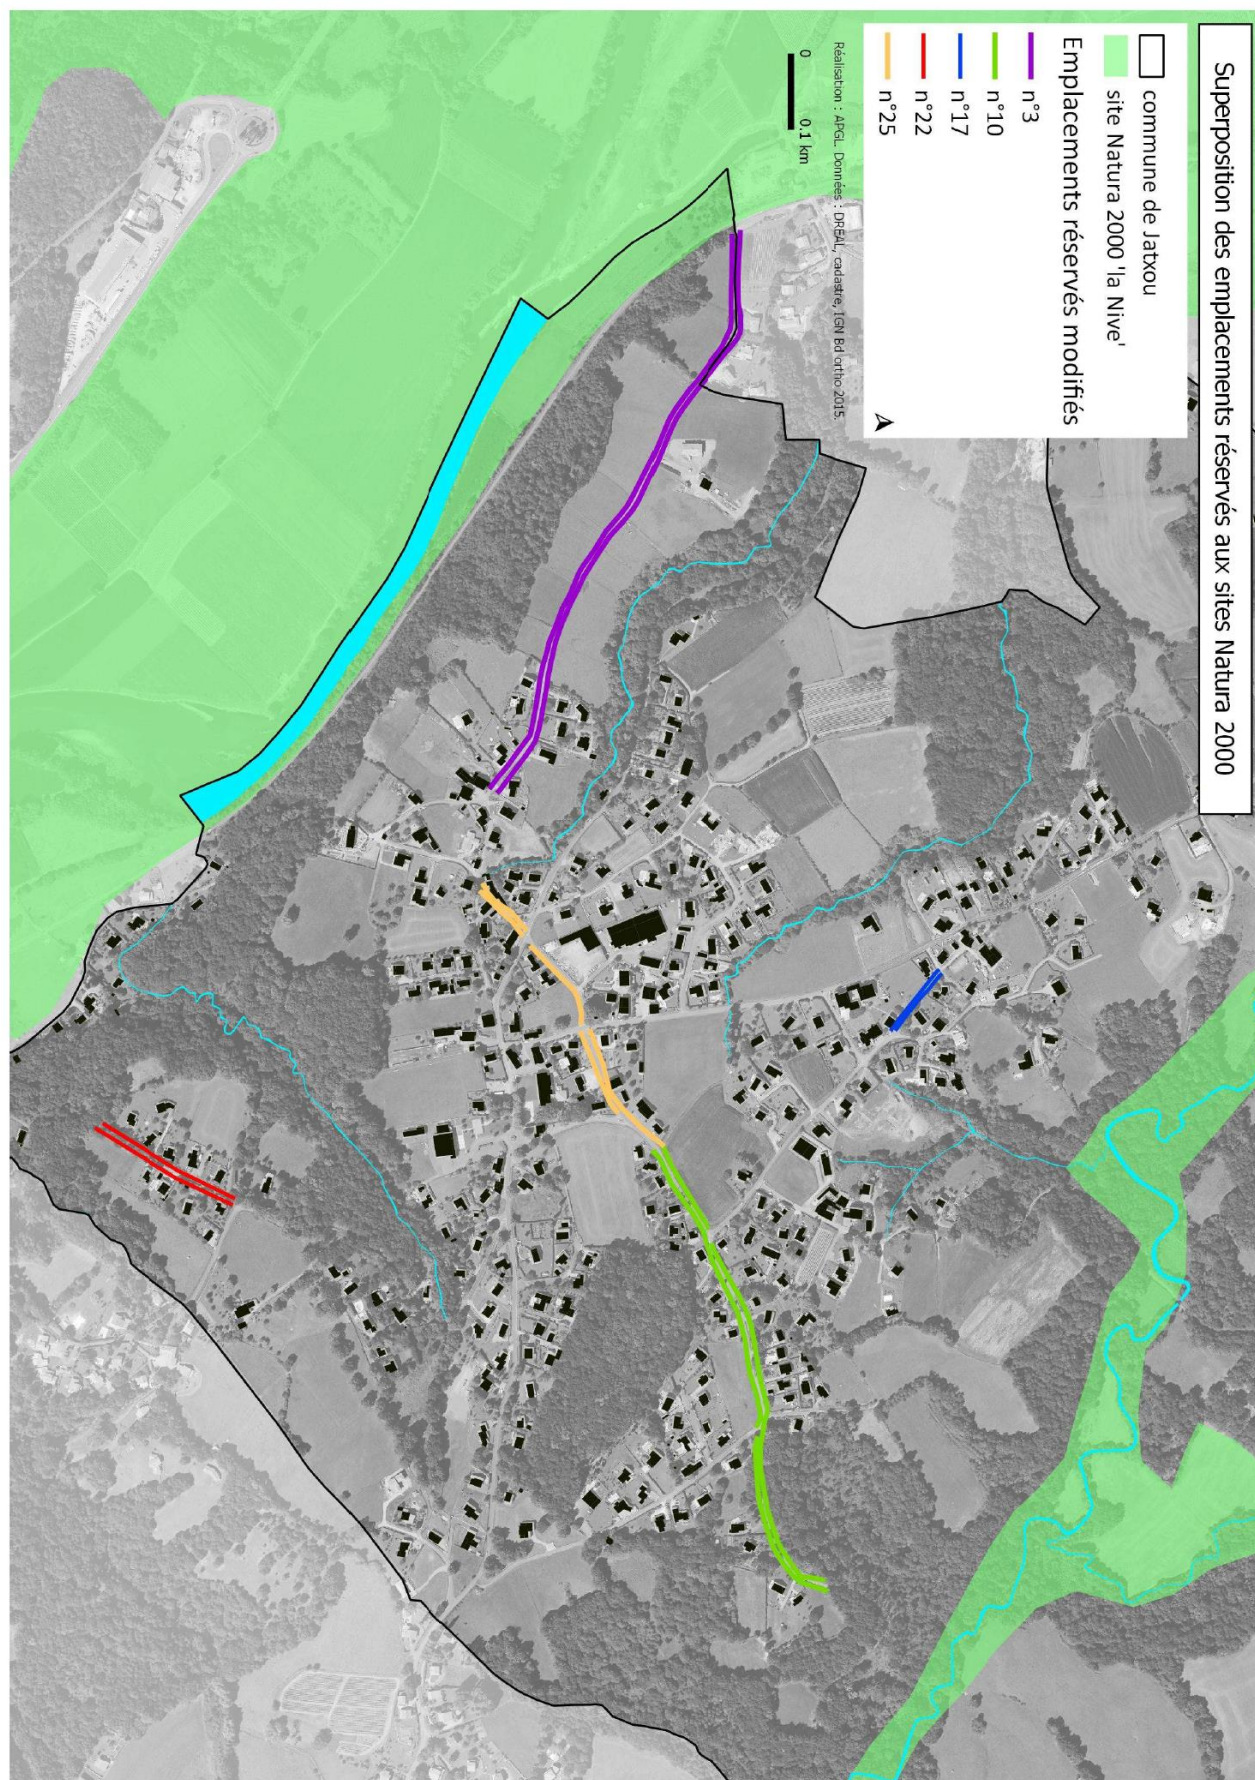 Superposition des emplacements réservés aux sites Natura 2000
commune de Jatxou
site Natura 2000 'la Nive'
Emplacements réservés modifiés
n°3
n°10
n°17
n°22
n°25
0 0.1 km
Réalisation : APGL. Données : DREAL, cadastre, IGN Bd ortho 2015.